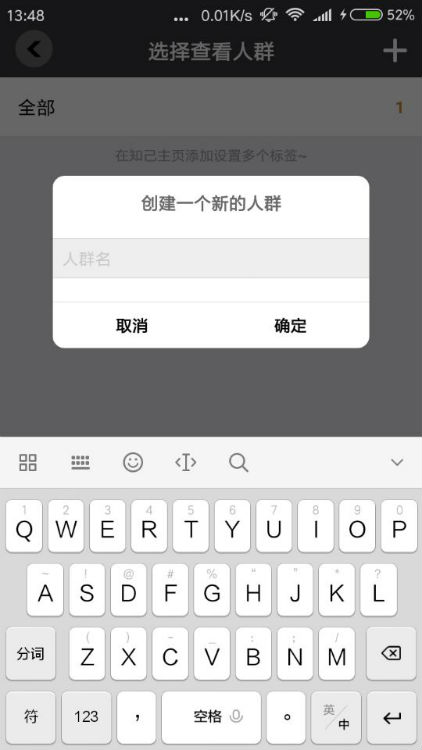 13:48 ... 0.01K/s 52%
选择查看人群
全部 1
在知己主页添加设置多个标签~
创建一个新的人群
人群名
取消 确定
1 2 3 4 5 6 7 8 9 0
Q W E R T Y U I O P
~ ! @ # % " " * ?
A S D F G H J K L
( ) - _ : ; /
分词 Z X C V B N M
符 123 , 空格 。 英/中